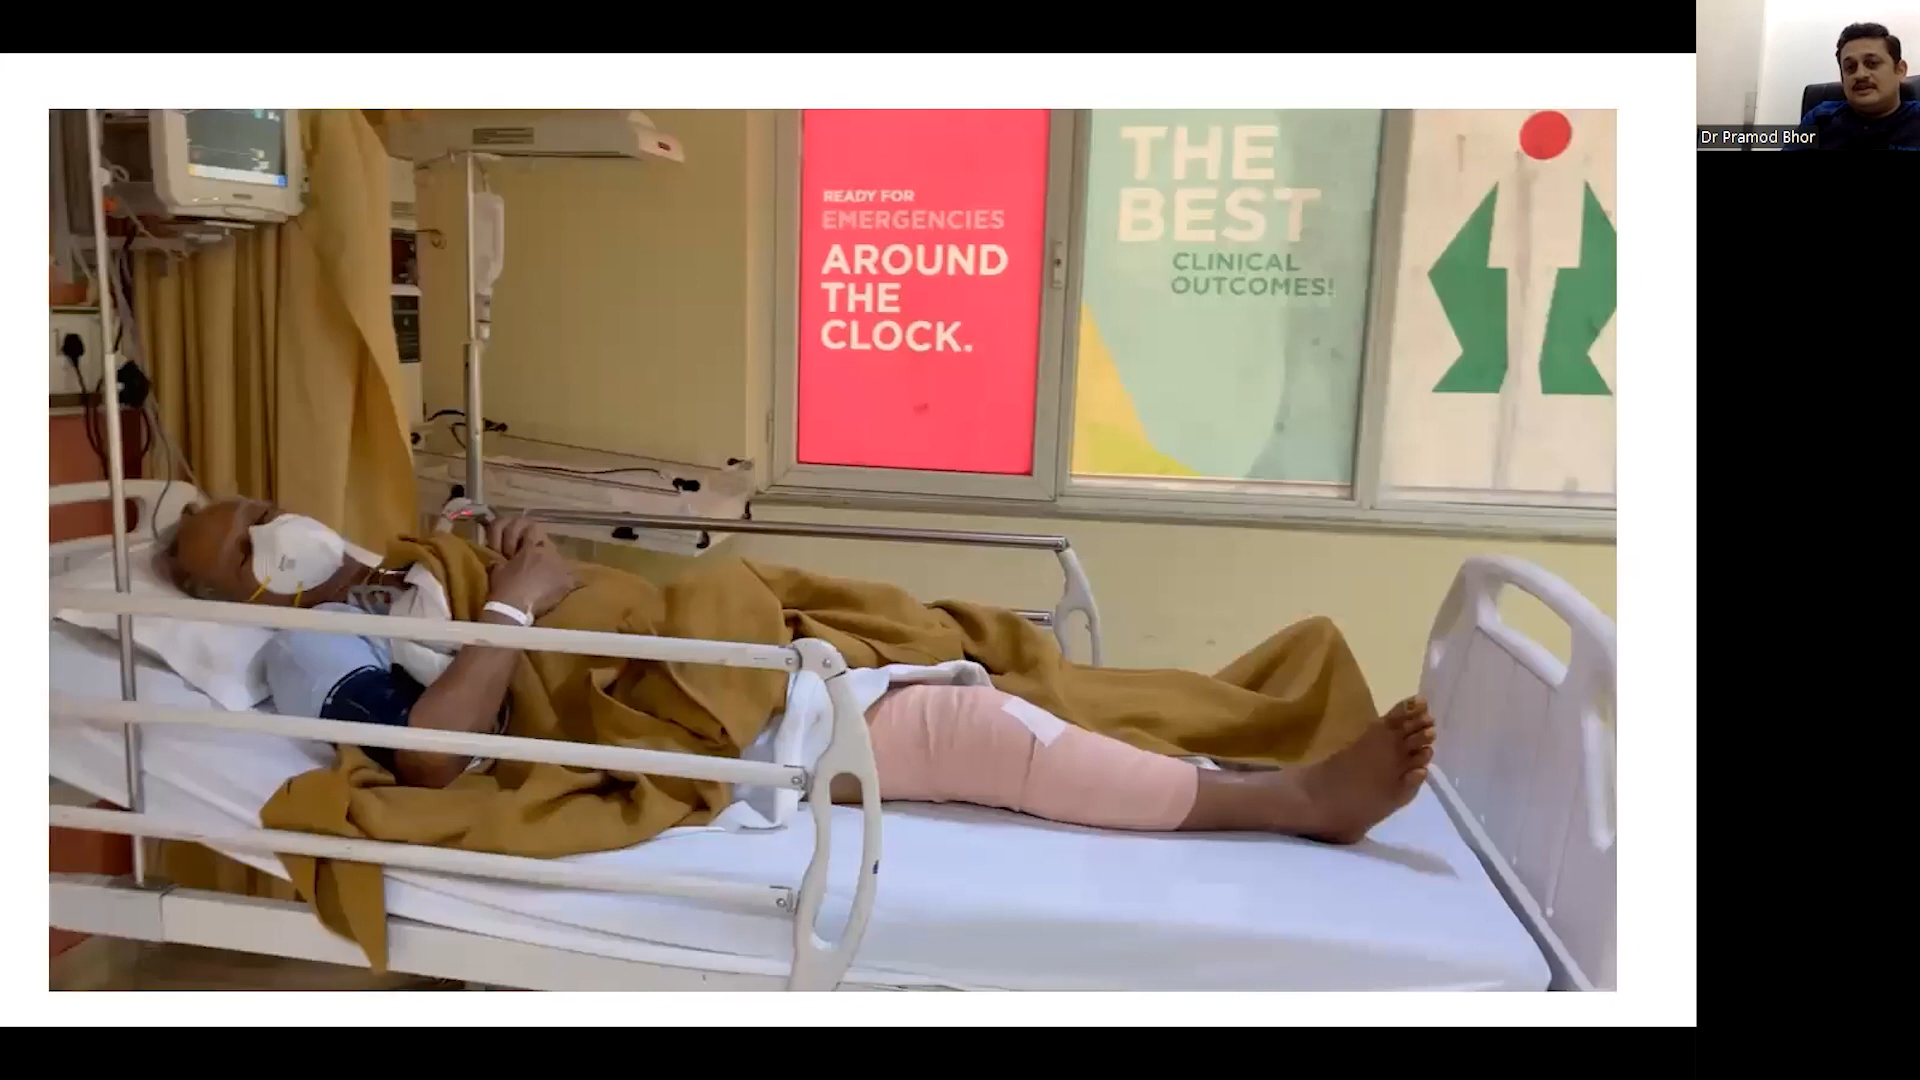 READY FOR
EMERGENCIES
AROUND
THE
CLOCK.
THE
BEST
CLINICAL
OUTCOMES!
Dr Pramod Bhor